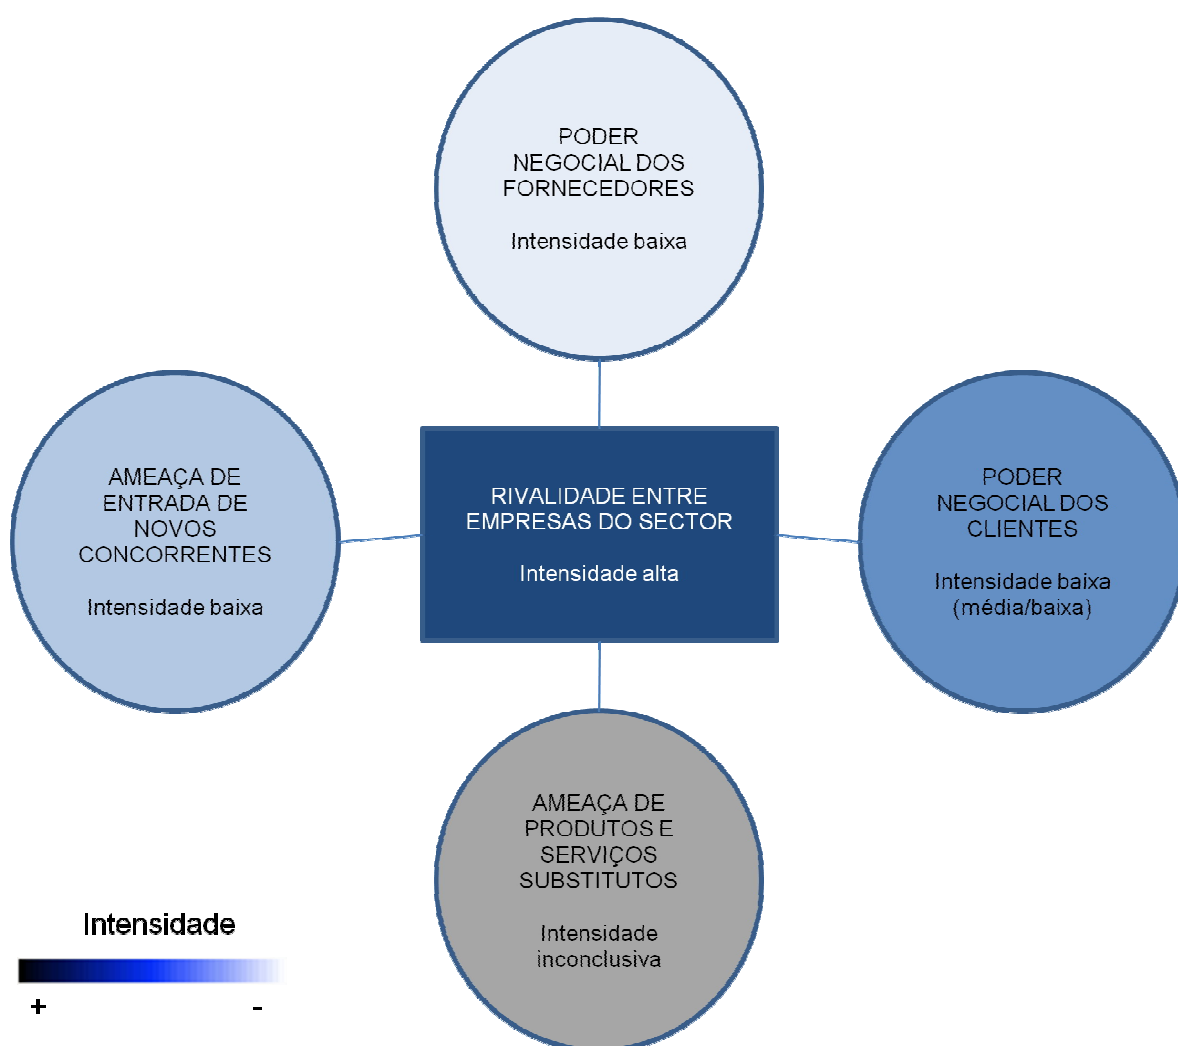 PODER
NEGOCIAL DOS
FORNECEDORES
Intensidade baixa
AMEAÇA DE
ENTRADA DE
NOVOS
CONCORRENTES
Intensidade baixa
RIVALIDADE ENTRE
EMPRESAS DO SECTOR
Intensidade alta
PODER
NEGOCIAL DOS
CLIENTES
Intensidade baixa
(média/baixa)
AMEAÇA DE
PRODUTOS E
SERVIÇOS
SUBSTITUTOS
Intensidade
inconclusiva
Intensidade
+ -